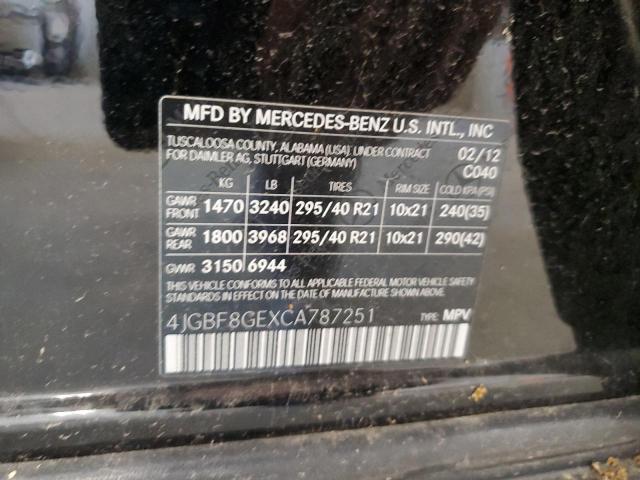 MFD BY MERCEDES-BENZ U.S. INTL., INC
TUSCALOOSA COUNTY, ALABAMA (USA), UNDER CONTRACT 02/12
FOR DAIMLER AG, STUTTGART (GERMANY) C040
KG LB TIRES RIM SIZE COLD KPA (PSI)
GAWR FRONT 1470 3240 295/40 R21 10x21 240(35)
GAWR REAR 1800 3968 295/40 R21 10x21 290(42)
GVWR 3150 6944
THIS VEHICLE CONFORMS TO ALL APPLICABLE FEDERAL MOTOR VEHICLE SAFETY
STANDARDS IN EFFECT ON THE DATE OF MANUFACTURE SHOWN ABOVE.
4JGBF8GEXCA787251 TYPE: MPV